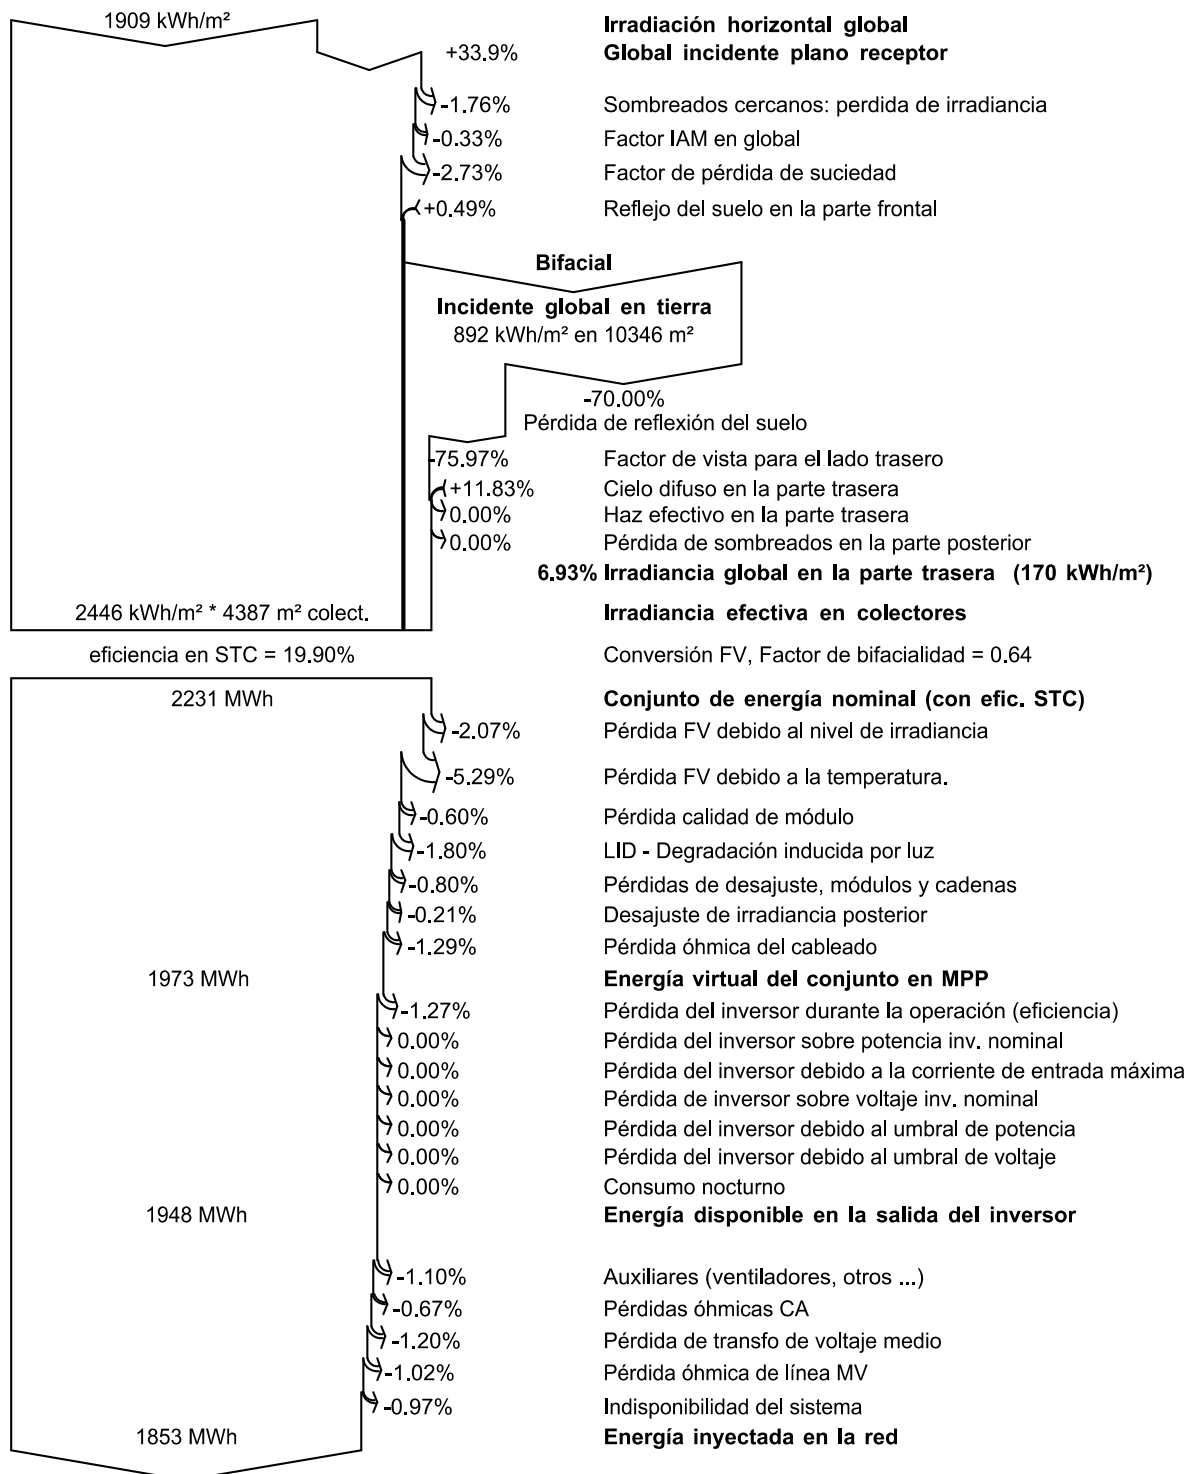 1909 kWh/m² Irradiación horizontal global
+33.9% Global incidente plano receptor
-1.76% Sombreados cercanos: perdida de irradiancia
-0.33% Factor IAM en global
-2.73% Factor de pérdida de suciedad
+0.49% Reflejo del suelo en la parte frontal
Bifacial
Incidente global en tierra
892 kWh/m² en 10346 m²
-70.00%
Pérdida de reflexión del suelo
-75.97% Factor de vista para el lado trasero
+11.83% Cielo difuso en la parte trasera
0.00% Haz efectivo en la parte trasera
0.00% Pérdida de sombreados en la parte posterior
6.93% Irradiancia global en la parte trasera (170 kWh/m²)
2446 kWh/m² * 4387 m² colect. Irradiancia efectiva en colectores
eficiencia en STC = 19.90% Conversión FV, Factor de bifacialidad = 0.64
2231 MWh Conjunto de energía nominal (con efic. STC)
-2.07% Pérdida FV debido al nivel de irradiancia
-5.29% Pérdida FV debido a la temperatura.
-0.60% Pérdida calidad de módulo
-1.80% LID - Degradación inducida por luz
-0.80% Pérdidas de desajuste, módulos y cadenas
-0.21% Desajuste de irradiancia posterior
-1.29% Pérdida óhmica del cableado
1973 MWh Energía virtual del conjunto en MPP
-1.27% Pérdida del inversor durante la operación (eficiencia)
0.00% Pérdida del inversor sobre potencia inv. nominal
0.00% Pérdida del inversor debido a la corriente de entrada máxima
0.00% Pérdida de inversor sobre voltaje inv. nominal
0.00% Pérdida del inversor debido al umbral de potencia
0.00% Pérdida del inversor debido al umbral de voltaje
0.00% Consumo nocturno
1948 MWh Energía disponible en la salida del inversor
-1.10% Auxiliares (ventiladores, otros ...)
-0.67% Pérdidas óhmicas CA
-1.20% Pérdida de transfo de voltaje medio
-1.02% Pérdida óhmica de línea MV
-0.97% Indisponibilidad del sistema
1853 MWh Energía inyectada en la red